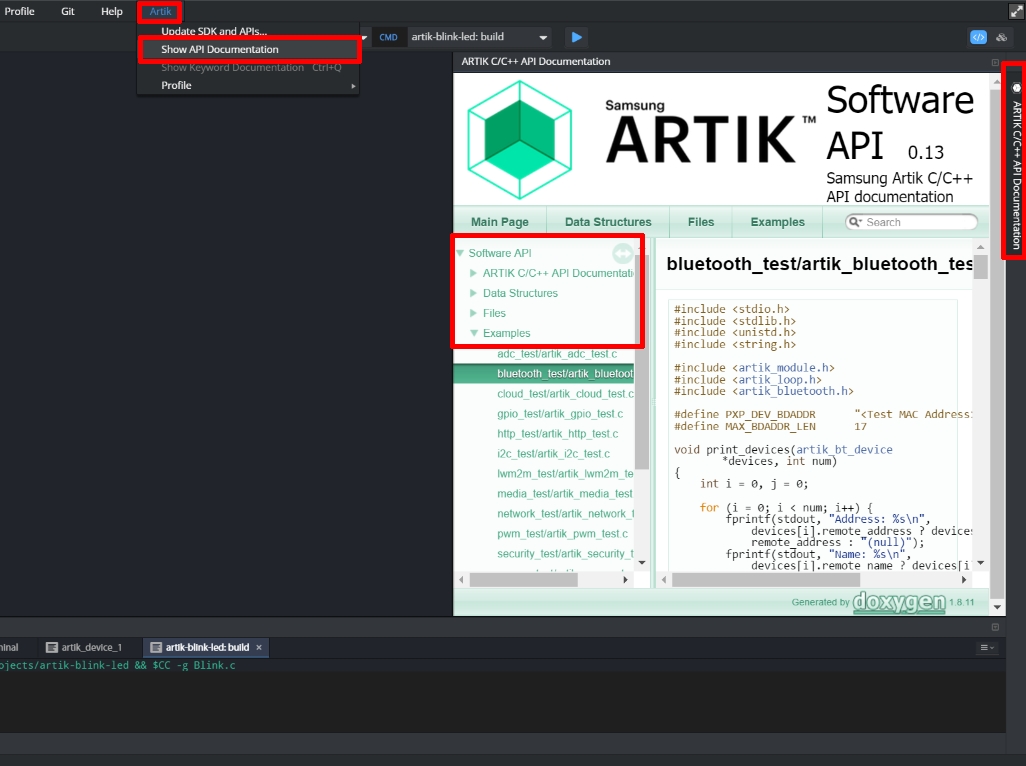 Profile Git Help Artik
Update SDK and APIs...
Show API Documentation
Show Keyword Documentation Ctrl+Q
Profile
CMD artik-blink-led: build
ARTIK C/C++ API Documentation
Samsung
ARTIK™
Software
API 0.13
Samsung Artik C/C++
API documentation
ARTIK C/C++ API Documentation
Main Page Data Structures Files Examples Search
Software API
ARTIK C/C++ API Documentati
Data Structures
Files
Examples
adc_test/artik_adc_test.c
bluetooth_test/artik_bluetoot
cloud_test/artik_cloud_test.c
gpio_test/artik_gpio_test.c
http_test/artik_http_test.c
i2c_test/artik_i2c_test.c
lwm2m_test/artik_lwm2m_te
media_test/artik_media_test
network_test/artik_network_t
pwm_test/artik_pwm_test.c
security_test/artik_security_t
bluetooth_test/artik_bluetooth_tes
#include <stdio.h>
#include <stdlib.h>
#include <unistd.h>
#include <string.h>
#include <artik_module.h>
#include <artik_loop.h>
#include <artik_bluetooth.h>
#define PXP_DEV_BDADDR "<Test MAC Address>
#define MAX_BDADDR_LEN 17
void print_devices(artik_bt_device
*devices, int num)
{
int i = 0, j = 0;
for (i = 0; i < num; i++) {
fprintf(stdout, "Address: %s\n",
devices[i].remote_address ? devices
remote_address : "(null)");
fprintf(stdout, "Name: %s\n",
devices[i].remote_name ? devices[i
Generated by doxygen 1.8.11
minal artik_device_1 artik-blink-led: build ×
ojects/artik-blink-led && $CC -g Blink.c